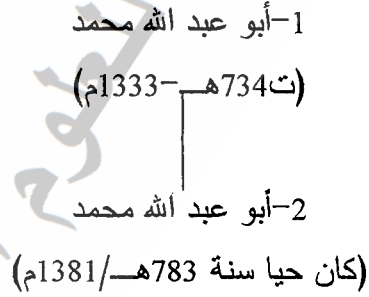 1-أبو عبد الله محمد
(ت734هـ-1333م)
2-أبو عبد الله محمد
(كان حيا سنة 783هـ/1381م)